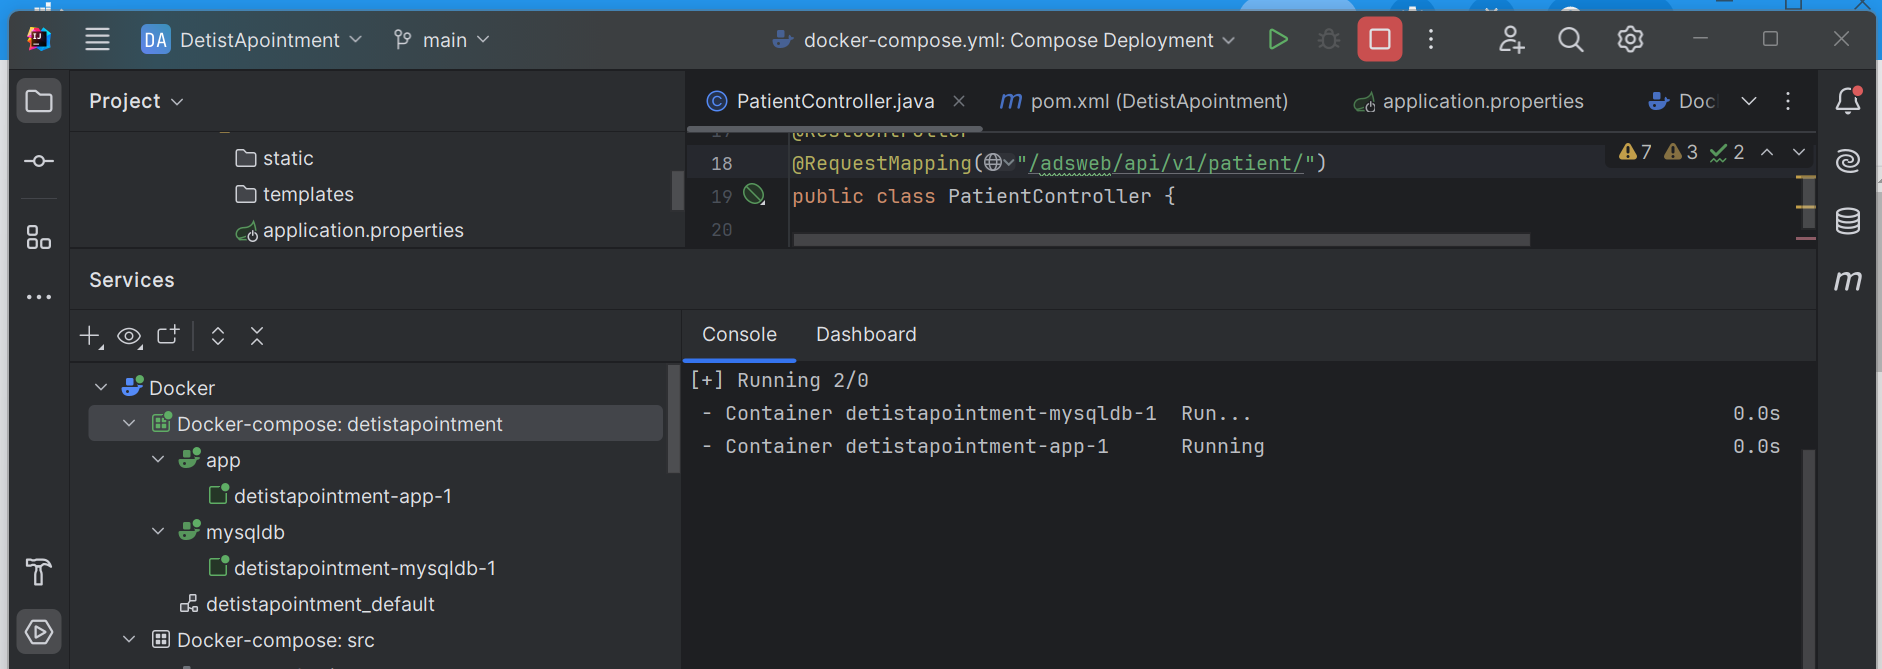 DA DetistApointment main docker-compose.yml: Compose Deployment
Project
PatientController.java pom.xml (DetistApointment) application.properties Doc
static
templates
application.properties
17 @RestController
18 @RequestMapping("/adsweb/api/v1/patient/")
19 public class PatientController {
20
7 3 2
Services
Console Dashboard
Docker
Docker-compose: detistapointment
app
detistapointment-app-1
mysqldb
detistapointment-mysqldb-1
detistapointment_default
Docker-compose: src
[+] Running 2/0
- Container detistapointment-mysqldb-1 Run... 0.0s
- Container detistapointment-app-1 Running 0.0s